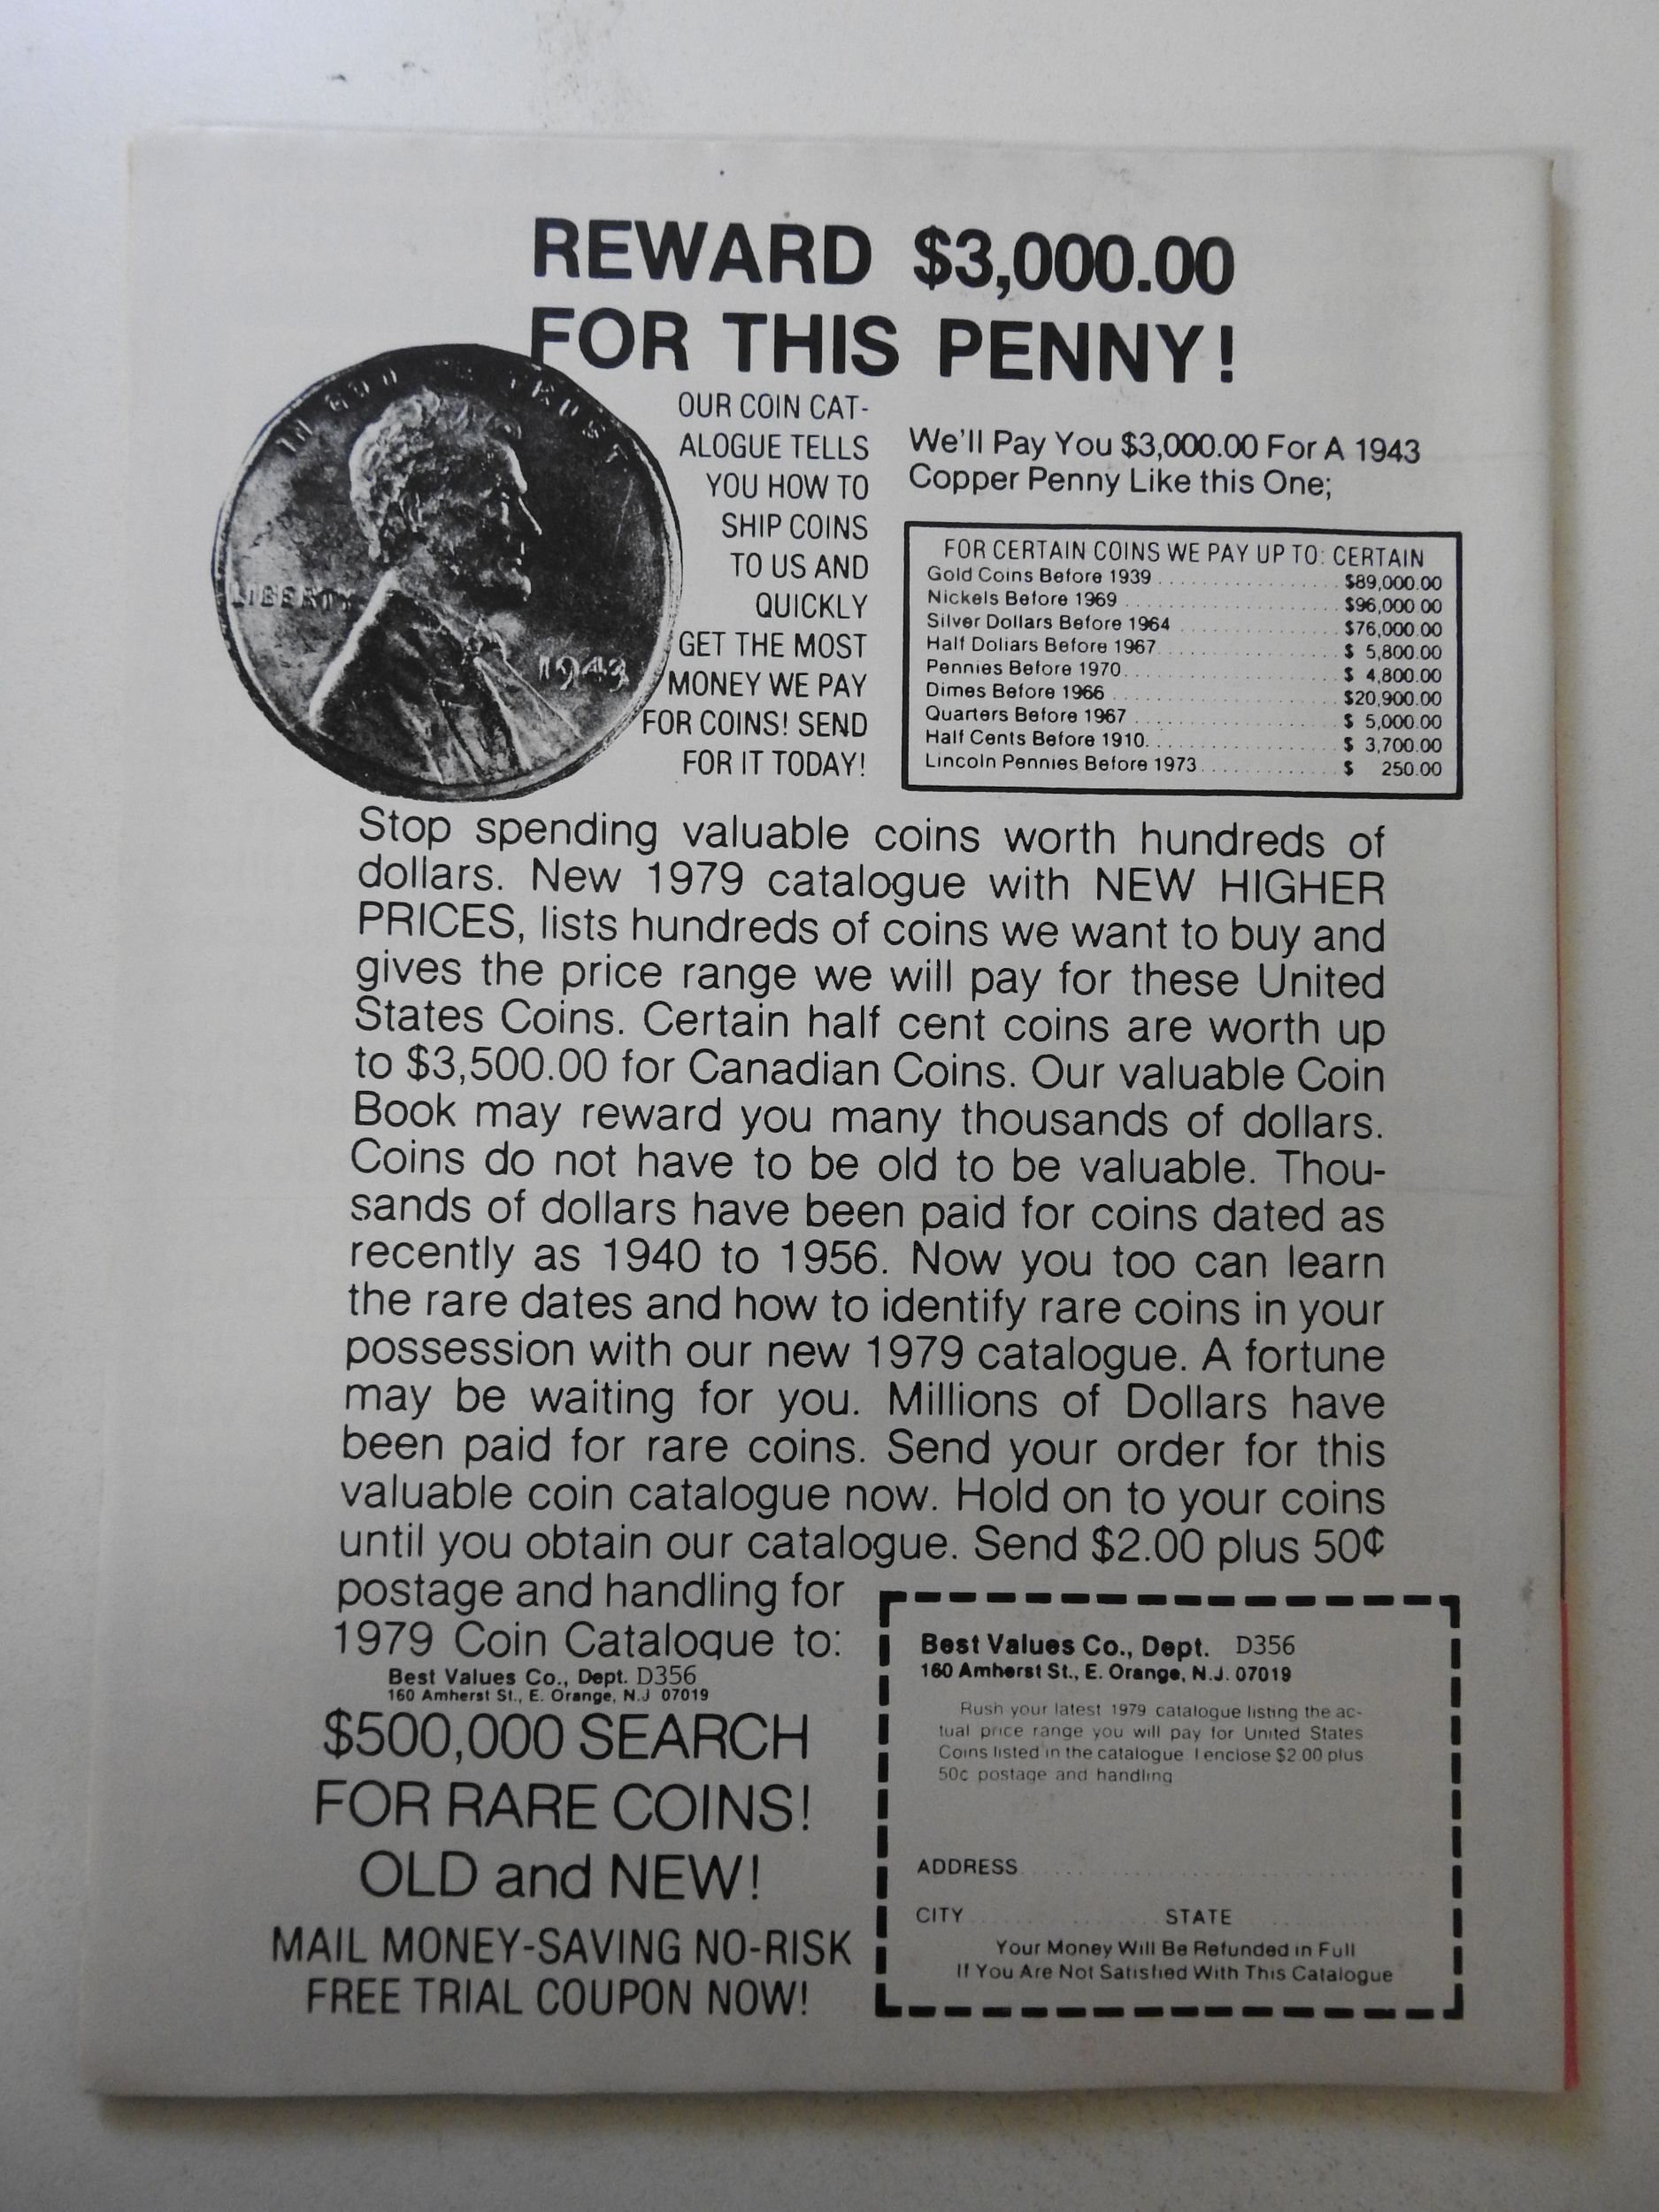 REWARD $3,000.00
FOR THIS PENNY!
IN GOD WE TRUST
LIBERTY
1943
OUR COIN CAT-
ALOGUE TELLS
YOU HOW TO
SHIP COINS
TO US AND
QUICKLY
GET THE MOST
MONEY WE PAY
FOR COINS! SEND
FOR IT TODAY!
We'll Pay You $3,000.00 For A 1943
Copper Penny Like this One;
FOR CERTAIN COINS WE PAY UP TO: CERTAIN
Gold Coins Before 1939 . . . . . . . . . . . . . . . . $89,000.00
Nickels Before 1969 . . . . . . . . . . . . . . . . . . . $96,000.00
Silver Dollars Before 1964 . . . . . . . . . . . . . . $76,000.00
Half Dollars Before 1967 . . . . . . . . . . . . . . . $ 5,800.00
Pennies Before 1970 . . . . . . . . . . . . . . . . . . $ 4,800.00
Dimes Before 1966 . . . . . . . . . . . . . . . . . . . $20,900.00
Quarters Before 1967 . . . . . . . . . . . . . . . . . $ 5,000.00
Half Cents Before 1910. . . . . . . . . . . . . . . . $ 3,700.00
Lincoln Pennies Before 1973 . . . . . . . . . . . . $ 250.00
Stop spending valuable coins worth hundreds of
dollars. New 1979 catalogue with NEW HIGHER
PRICES, lists hundreds of coins we want to buy and
gives the price range we will pay for these United
States Coins. Certain half cent coins are worth up
to $3,500.00 for Canadian Coins. Our valuable Coin
Book may reward you many thousands of dollars.
Coins do not have to be old to be valuable. Thou-
sands of dollars have been paid for coins dated as
recently as 1940 to 1956. Now you too can learn
the rare dates and how to identify rare coins in your
possession with our new 1979 catalogue. A fortune
may be waiting for you. Millions of Dollars have
been paid for rare coins. Send your order for this
valuable coin catalogue now. Hold on to your coins
until you obtain our catalogue. Send $2.00 plus 50¢
postage and handling for
1979 Coin Catalogue to:
Best Values Co., Dept. D356
160 Amherst St., E. Orange, N.J 07019
$500,000 SEARCH
FOR RARE COINS!
OLD and NEW!
MAIL MONEY-SAVING NO-RISK
FREE TRIAL COUPON NOW!
Best Values Co., Dept. D356
160 Amherst St., E. Orange, N.J. 07019
Rush your latest 1979 catalogue listing the ac-
tual price range you will pay for United States
Coins listed in the catalogue. I enclose $2.00 plus
50c postage and handling
ADDRESS
CITY STATE
Your Money Will Be Refunded in Full
If You Are Not Satisfied With This Catalogue